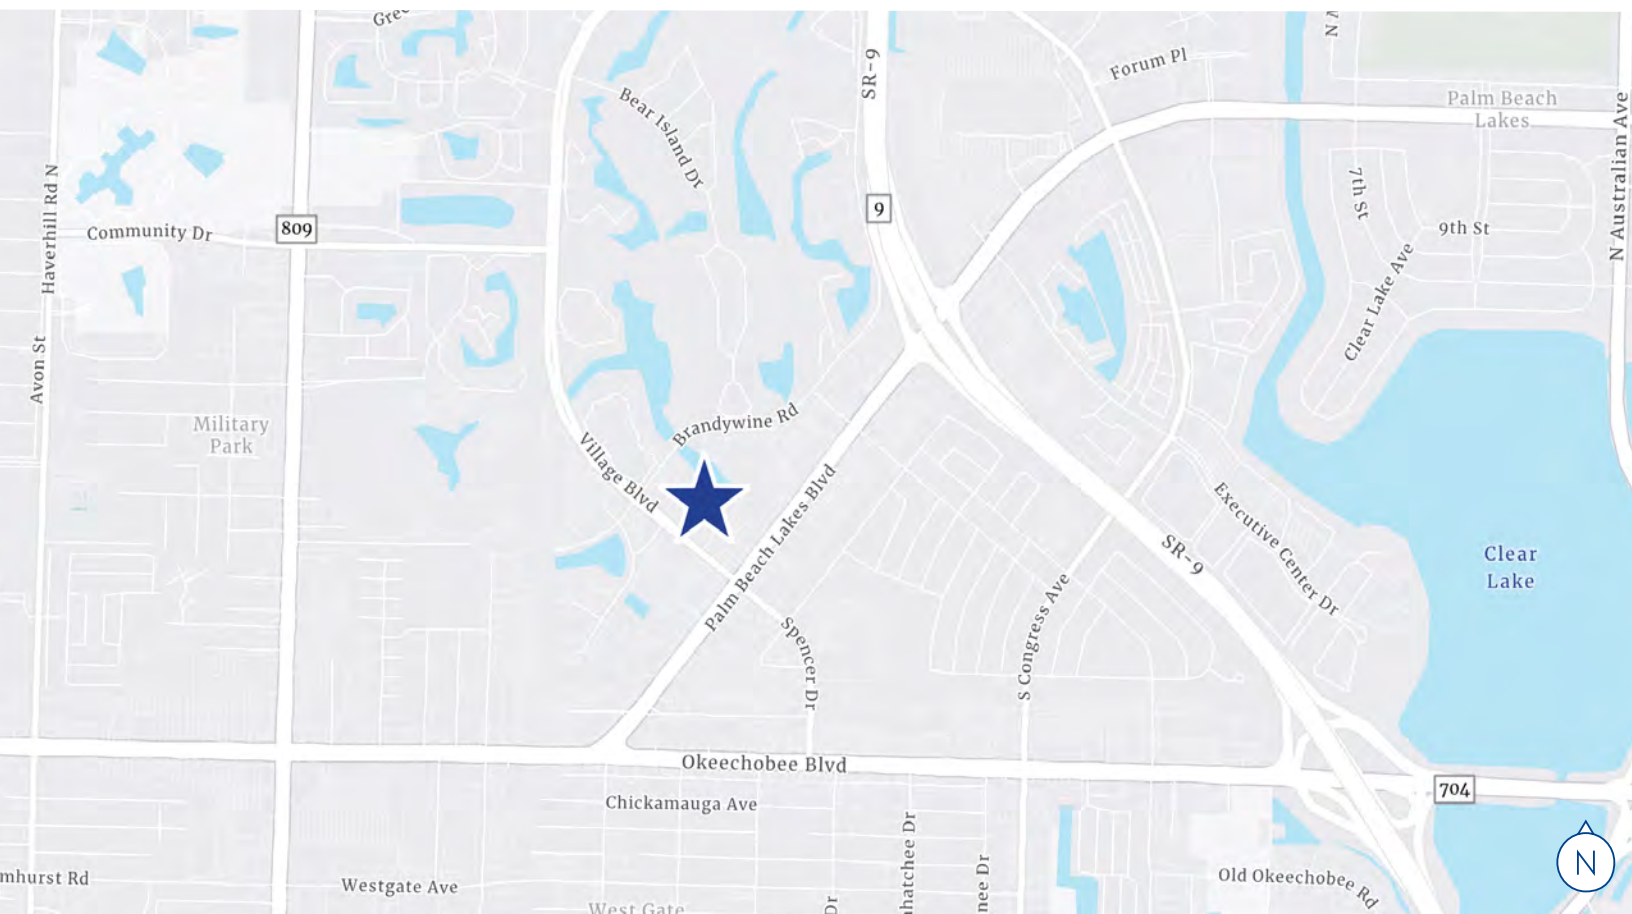 Forum Pl
SR-9
Palm Beach
Lakes
Bear Island Dr
N Australian Ave
Haverhill Rd N
7th St
9
809
Community Dr
9th St
Clear Lake Ave
Avon St
Brandywine Rd
Military
Park
Village Blvd
Palm Beach Lakes Blvd
Executive Center Dr
SR-9
Clear
Lake
S Congress Ave
Spencer Dr
Okeechobee Blvd
704
Chickamauga Ave
N
Old Okeechobee Rd
Westgate Ave
West Gate
Dr